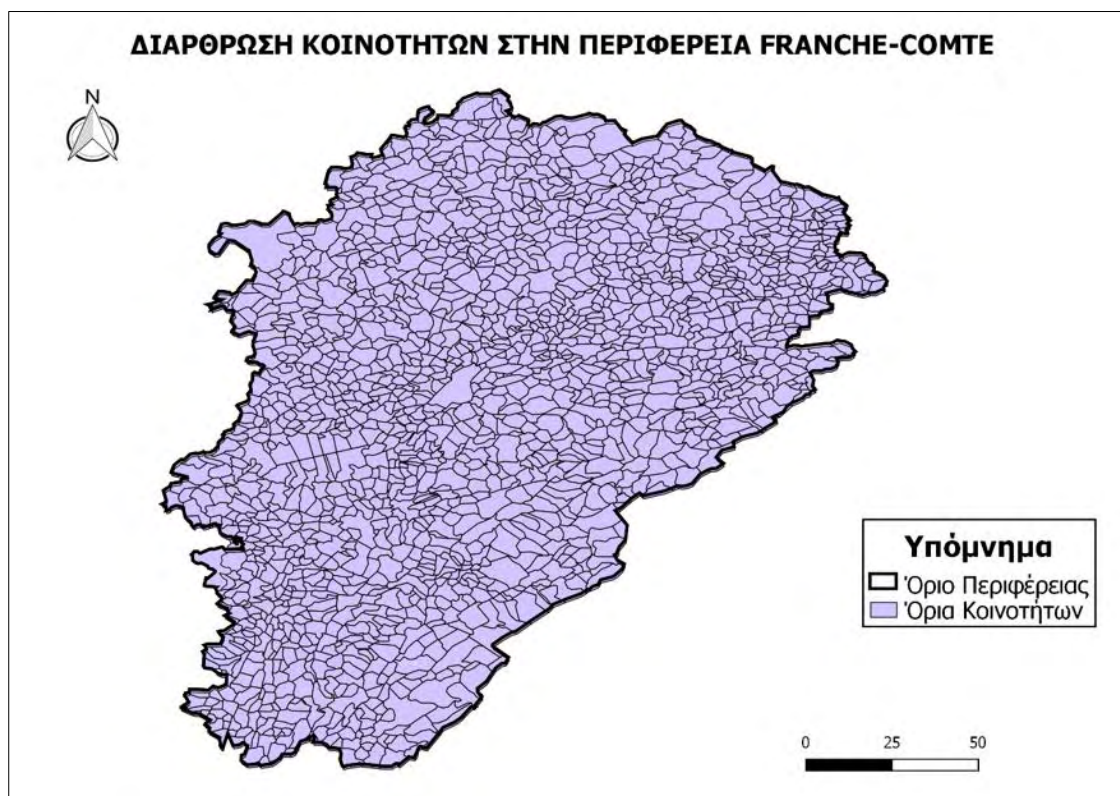 ΔΙΑΡΘΡΩΣΗ ΚΟΙΝΟΤΗΤΩΝ ΣΤΗΝ ΠΕΡΙΦΕΡΕΙΑ FRANCHE-COMTE
N
Υπόμνημα
Όριο Περιφέρειας
Όρια Κοινοτήτων
0 25 50